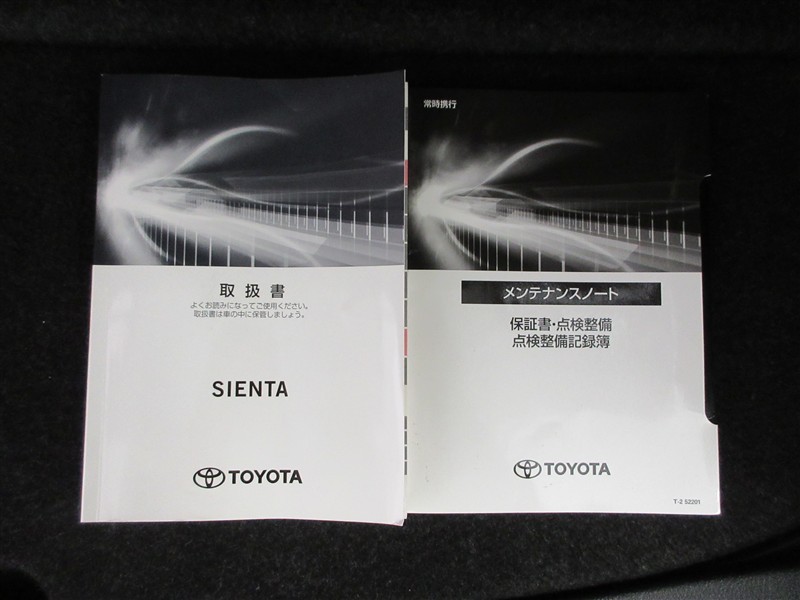 取扱書
よくお読みになってご使用ください。
取扱書は車の中に保管しましょう。
SIENTA
TOYOTA
常時携行
メンテナンスノート
保証書・点検整備
点検整備記録簿
TOYOTA
T-2 52201